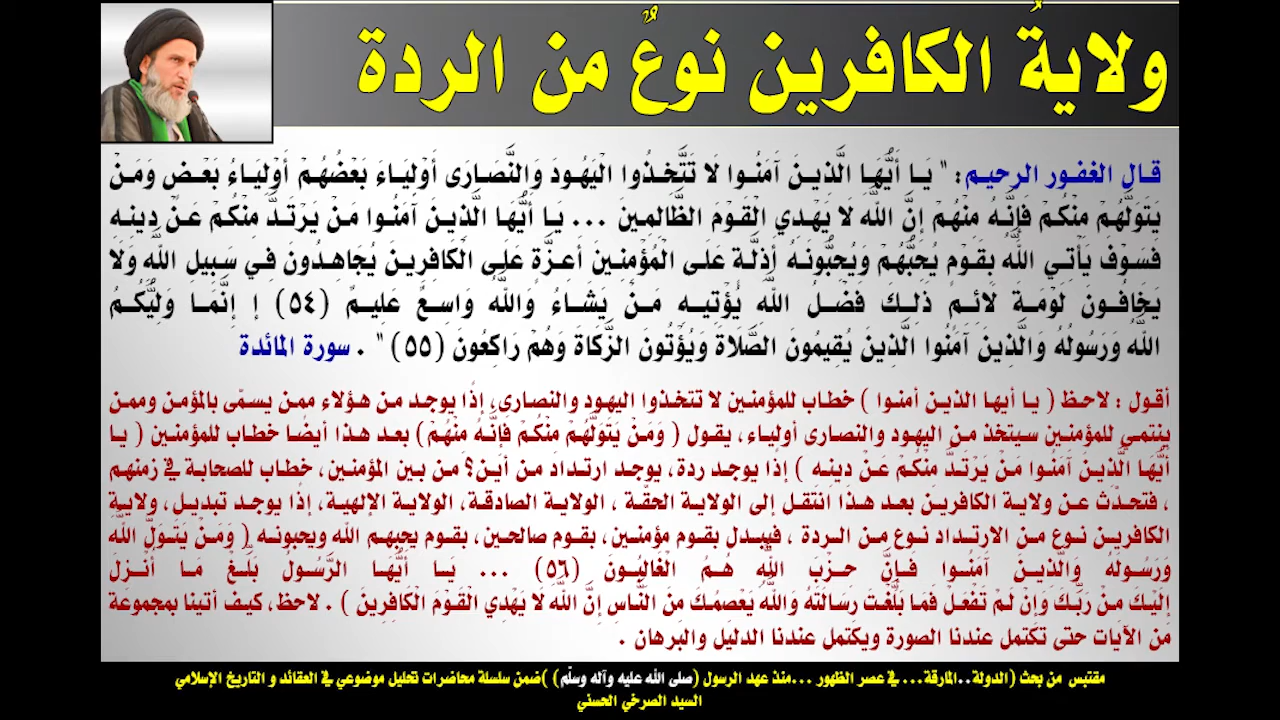 ولايةُ الكافرين نوعٌ من الردة
قال الغفور الرحيم: " يَا أَيُّهَا الَّذِينَ آمَنُوا لَا تَتَّخِذُوا الْيَهُودَ وَالنَّصَارَى أَوْلِيَاءَ بَعْضُهُمْ أَوْلِيَاءُ بَعْضٍ وَمَنْ
يَتَوَلَّهُمْ مِنْكُمْ فَإِنَّهُ مِنْهُمْ إِنَّ اللَّهَ لَا يَهْدِي الْقَوْمَ الظَّالِمِينَ ... يَا أَيُّهَا الَّذِينَ آمَنُوا مَنْ يَرْتَدَّ مِنْكُمْ عَنْ دِينِهِ
فَسَوْفَ يَأْتِي اللَّهُ بِقَوْمٍ يُحِبُّهُمْ وَيُحِبُّونَهُ أَذِلَّةٍ عَلَى الْمُؤْمِنِينَ أَعِزَّةٍ عَلَى الْكَافِرِينَ يُجَاهِدُونَ فِي سَبِيلِ اللَّهِ وَلَا
يَخَافُونَ لَوْمَةَ لَائِمٍ ذَلِكَ فَضْلُ اللَّهِ يُؤْتِيهِ مَنْ يَشَاءُ وَاللَّهُ وَاسِعٌ عَلِيمٌ (٥٤) إ إِنَّمَا وَلِيُّكُمُ
اللَّهُ وَرَسُولُهُ وَالَّذِينَ آمَنُوا الَّذِينَ يُقِيمُونَ الصَّلَاةَ وَيُؤْتُونَ الزَّكَاةَ وَهُمْ رَاكِعُونَ (٥٥) " . سورة المائدة
أقول : لاحظ ( يا أيها الذين أمنوا ) خطاب للمؤمنين لا تتخذوا اليهود والنصارى، إذًا يوجد من هؤلاء ممن يسمّى بالمؤمن وممن
ينتمي للمؤمنين سيتخذ من اليهود والنصارى أولياء، يقول ( وَمَنْ يَتَوَلَّهُمْ مِنْكُمْ فَإِنَّهُ مِنْهُمْ) بعد هذا أيضًا خطاب للمؤمنين ( يا
أَيُّهَا الَّذِينَ آمَنُوا مَنْ يَرْتَدَّ مِنْكُمْ عَنْ دِينِهِ ) إذًا يوجد ردة، يوجد ارتداد من أين؟ من بين المؤمنين، خطاب للصحابة في زمنهم
، فتحدّث عن ولاية الكافرين بعد هذا انتقل إلى الولاية الحقّة ، الولاية الصادقة، الولاية الإلهية، إذًا يوجد تبديل، ولاية
الكافرين نوع من الارتداد نوع من الردة ، فيبدل بقوم مؤمنين، بقوم صالحين، بقوم يحبهم الله ويحبونه ( وَمَنْ يَتَوَلَّ اللَّهَ
وَرَسُولَهُ وَالَّذِينَ آمَنُوا فَإِنَّ حِزْبَ اللَّهِ هُمُ الْغَالِبُونَ (٥٦) ... يَا أَيُّهَا الرَّسُولُ بَلِّغْ مَا أُنْزِلَ
إِلَيْكَ مِنْ رَبِّكَ وَإِنْ لَمْ تَفْعَلْ فَمَا بَلَّغْتَ رِسَالَتَهُ وَاللَّهُ يَعْصِمُكَ مِنَ النَّاسِ إِنَّ اللَّهَ لَا يَهْدِي الْقَوْمَ الْكَافِرِينَ ) . لاحظ، كيف أتينا بمجموعة
من الآيات حتى تكتمل عندنا الصورة ويكتمل عندنا الدليل والبرهان .
مقتبس من بحث (الدولة..المارقة... في عصر الظهور ...منذ عهد الرسول (صلى الله عليه وآله وسلّم) )ضمن سلسلة محاضرات تحليل موضوعي في العقائد و التاريخ الإسلامي
السيد الصرخي الحسني